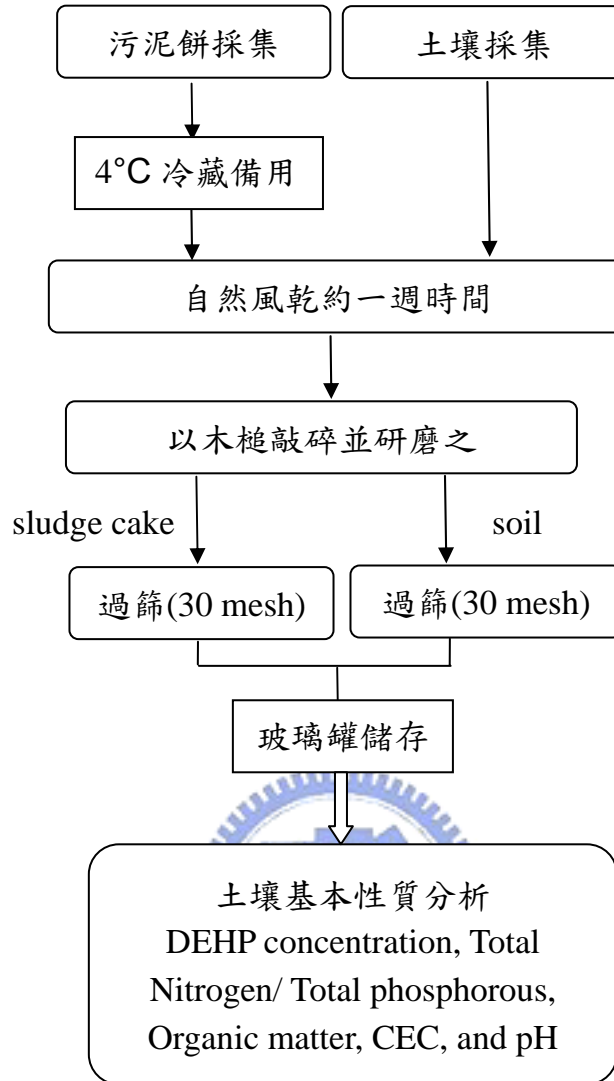 污泥餅採集
土壤採集
4°C 冷藏備用
自然風乾約一週時間
以木槌敲碎並研磨之
sludge cake
soil
過篩(30 mesh)
過篩(30 mesh)
玻璃罐儲存
土壤基本性質分析
DEHP concentration, Total
Nitrogen/ Total phosphorous,
Organic matter, CEC, and pH